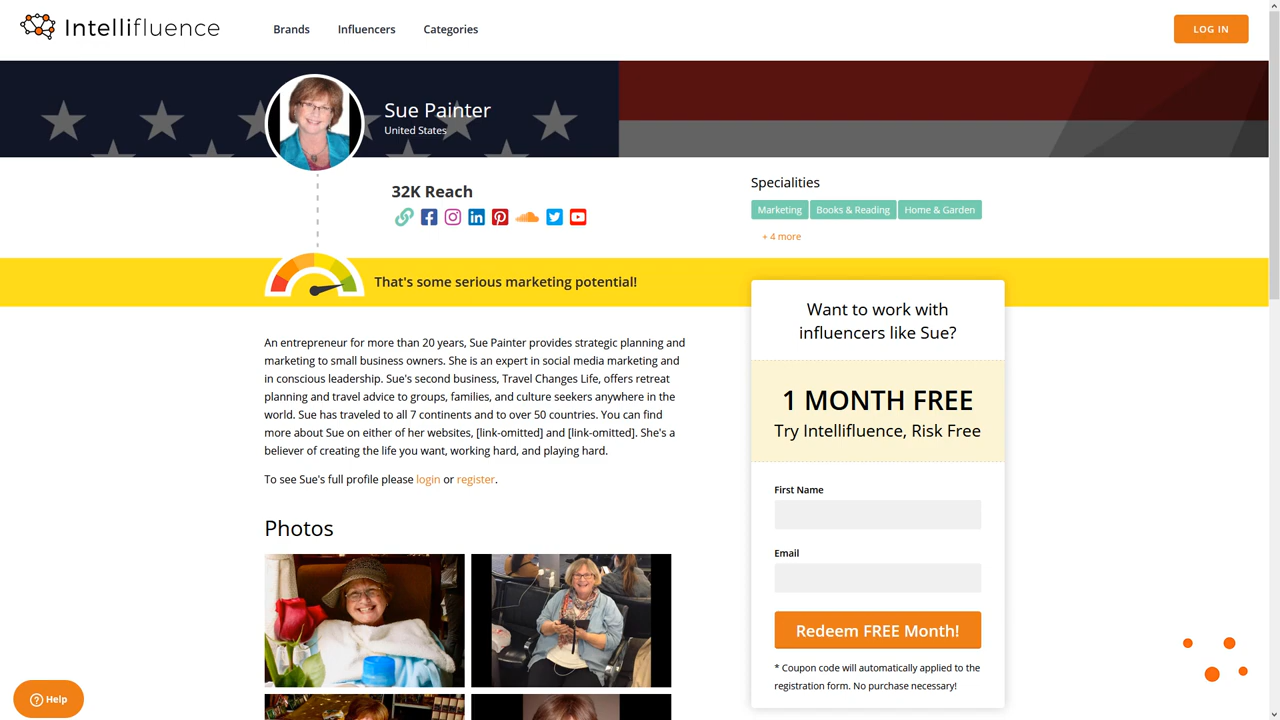 Intellifluence
Brands
Influencers
Categories
LOG IN
Sue Painter
United States
32K Reach
Specialities
Marketing
Books & Reading
Home & Garden
+ 4 more
That's some serious marketing potential!
An entrepreneur for more than 20 years, Sue Painter provides strategic planning and
marketing to small business owners. She is an expert in social media marketing and
in conscious leadership. Sue's second business, Travel Changes Life, offers retreat
planning and travel advice to groups, families, and culture seekers anywhere in the
world. Sue has traveled to all 7 continents and to over 50 countries. You can find
more about Sue on either of her websites, [link-omitted] and [link-omitted]. She's a
believer of creating the life you want, working hard, and playing hard.
To see Sue's full profile please login or register.
Photos
Want to work with
influencers like Sue?
1 MONTH FREE
Try Intellifluence, Risk Free
First Name
Email
Redeem FREE Month!
* Coupon code will automatically applied to the
registration form. No purchase necessary!
Help